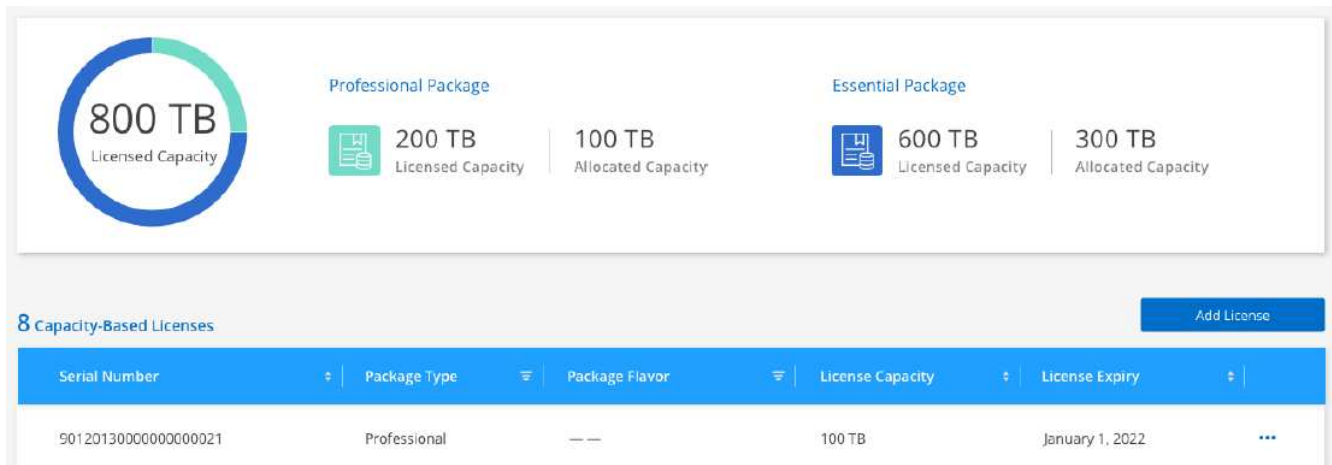 800 TB
Licensed Capacity
Professional Package
200 TB
Licensed Capacity
100 TB
Allocated Capacity
Essential Package
600 TB
Licensed Capacity
300 TB
Allocated Capacity
8 Capacity-Based Licenses
Add License
Serial Number Package Type Package Flavor License Capacity License Expiry
90120130000000000021 Professional — — 100 TB January 1, 2022 •••